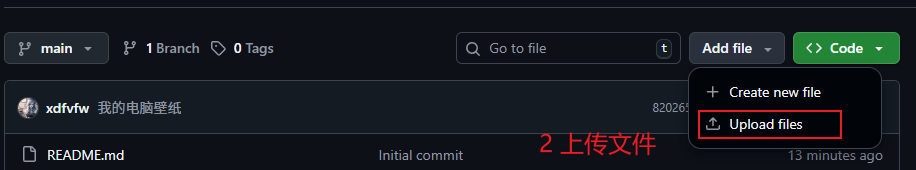 main 1 Branch 0 Tags Go to file t Add file Code
Create new file
xdfvfw 我的电脑壁纸 820265
Upload files
2 上传文件
README.md Initial commit 13 minutes ago